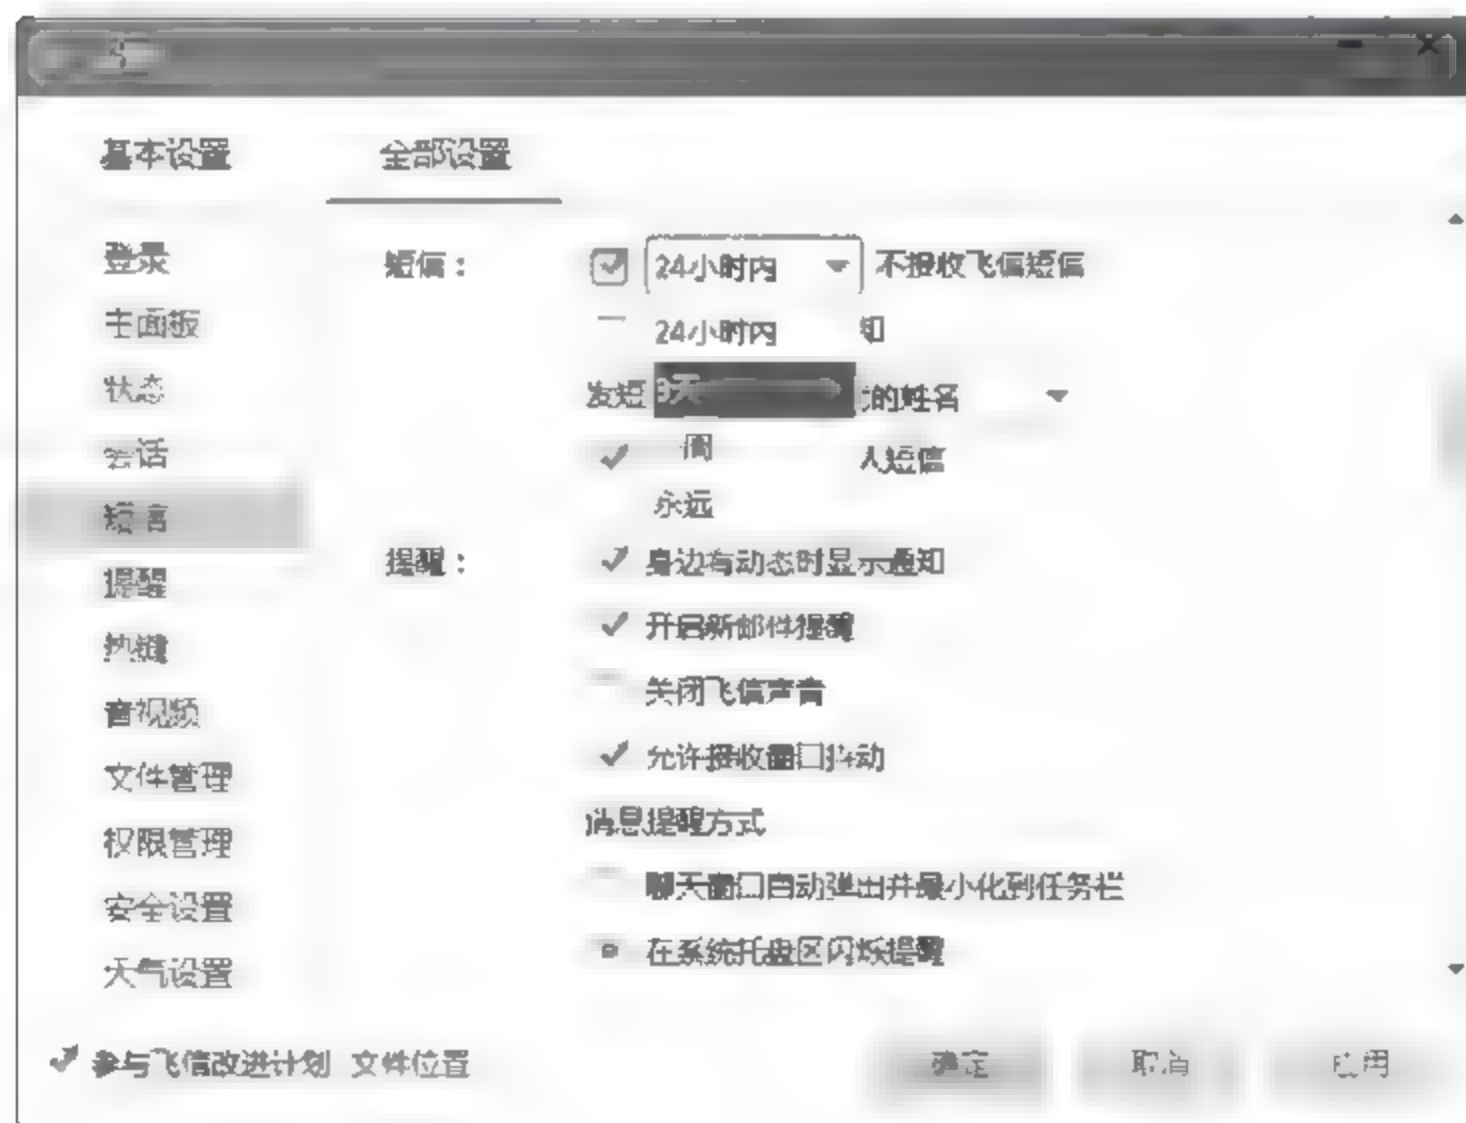 基本设置 全部设置
登录
主面板
状态
会话
短信
提醒
热键
音视频
文件管理
权限管理
安全设置
天气设置
短信：
24小时内 不接收飞信短信
24小时内 知
发短 3天 的姓名
周 人短信
永远
提醒：
身边有动态时显示通知
开启新邮件提醒
关闭飞信声音
允许接收窗口抖动
消息提醒方式
聊天窗口自动弹出并最小化到任务栏
在系统托盘区闪烁提醒
参与飞信改进计划 文件位置
确定 取消 应用